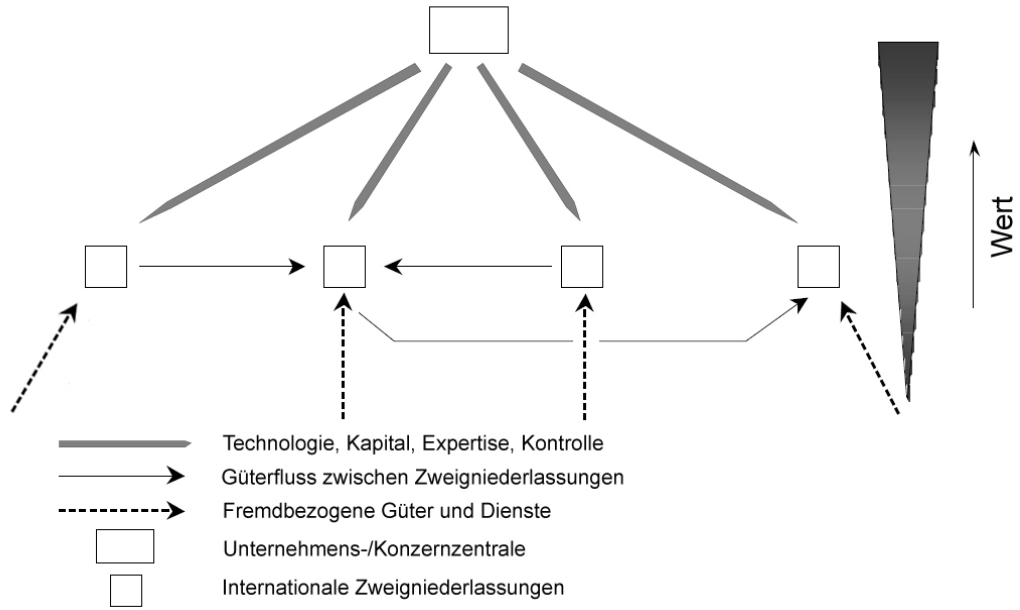 Wert
Technologie, Kapital, Expertise, Kontrolle
Güterfluss zwischen Zweigniederlassungen
Fremdbezogene Güter und Dienste
Unternehmens-/Konzernzentrale
Internationale Zweigniederlassungen